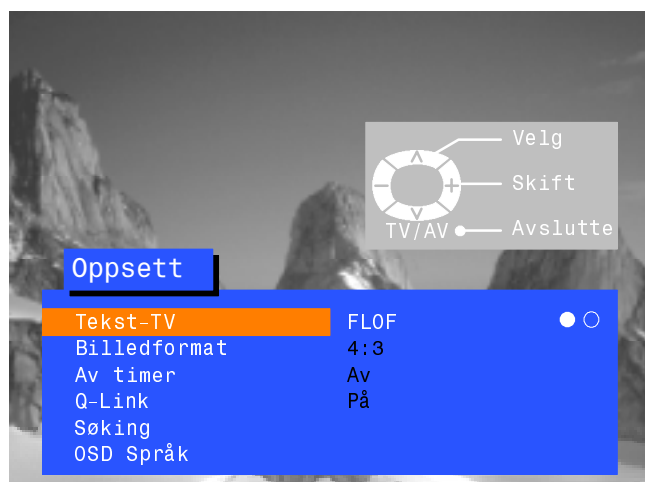 Velg
Skift
TV/AV Avslutte
Oppsett
Tekst-TV FLOF
Billedformat 4:3
Av timer Av
Q-Link På
Søking
OSD Språk